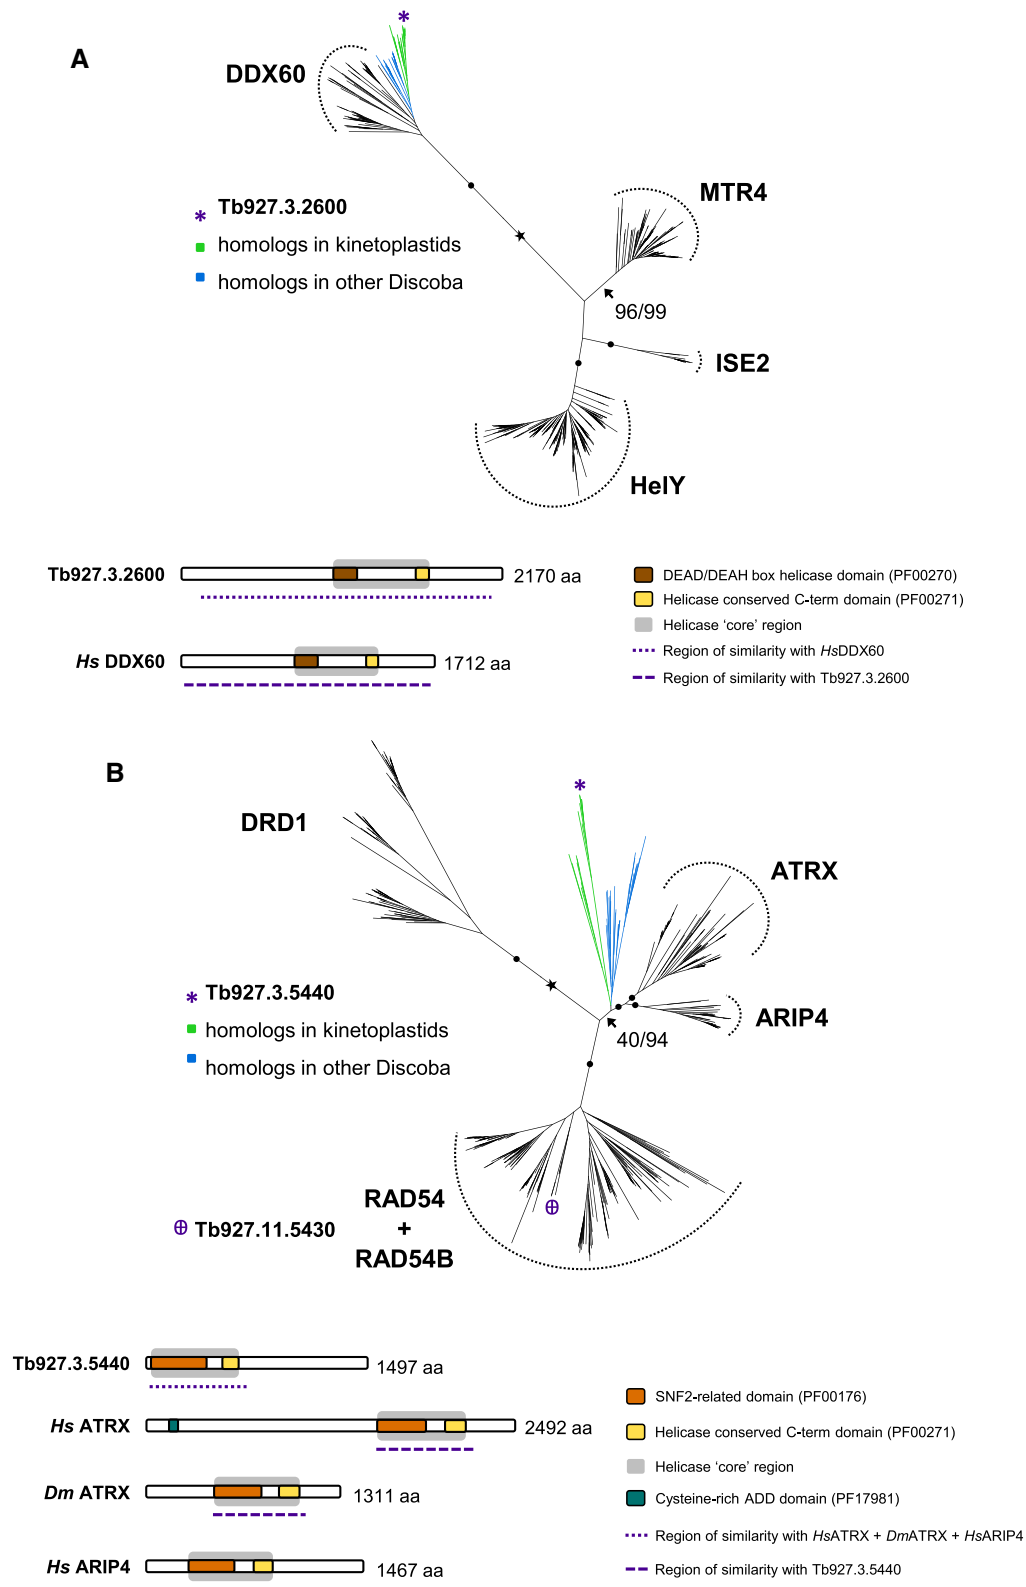 A
*
DDX60
MTR4
* Tb927.3.2600
homologs in kinetoplastids
homologs in other Discoba
96/99
ISE2
HelY
Tb927.3.2600
2170 aa
Hs DDX60
1712 aa
DEAD/DEAH box helicase domain (PF00270)
Helicase conserved C-term domain (PF00271)
Helicase ‘core’ region
Region of similarity with HsDDX60
Region of similarity with Tb927.3.2600
B
*
DRD1
ATRX
* Tb927.3.5440
homologs in kinetoplastids
homologs in other Discoba
ARIP4
40/94
RAD54
+
RAD54B
⊕
⊕ Tb927.11.5430
Tb927.3.5440
1497 aa
Hs ATRX
2492 aa
Dm ATRX
1311 aa
Hs ARIP4
1467 aa
SNF2-related domain (PF00176)
Helicase conserved C-term domain (PF00271)
Helicase ‘core’ region
Cysteine-rich ADD domain (PF17981)
Region of similarity with HsATRX + DmATRX + HsARIP4
Region of similarity with Tb927.3.5440